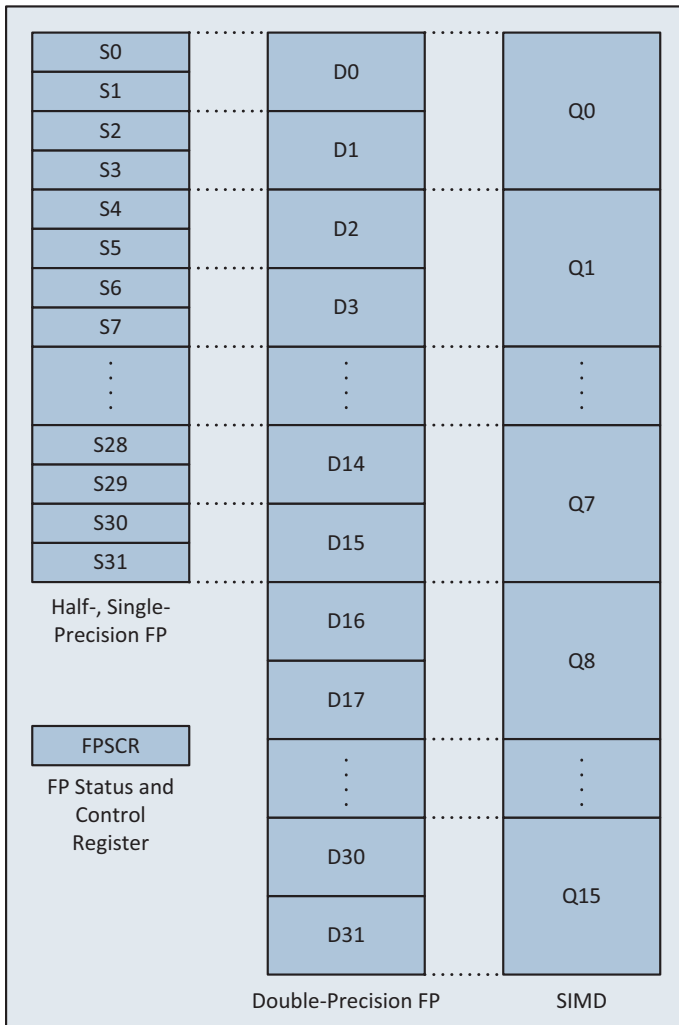 S0
S1
S2
S3
S4
S5
S6
S7
S28
S29
S30
S31
Half-, Single-
Precision FP
FPSCR
FP Status and
Control
Register
D0
D1
D2
D3
D14
D15
D16
D17
D30
D31
Double-Precision FP
Q0
Q1
Q7
Q8
Q15
SIMD